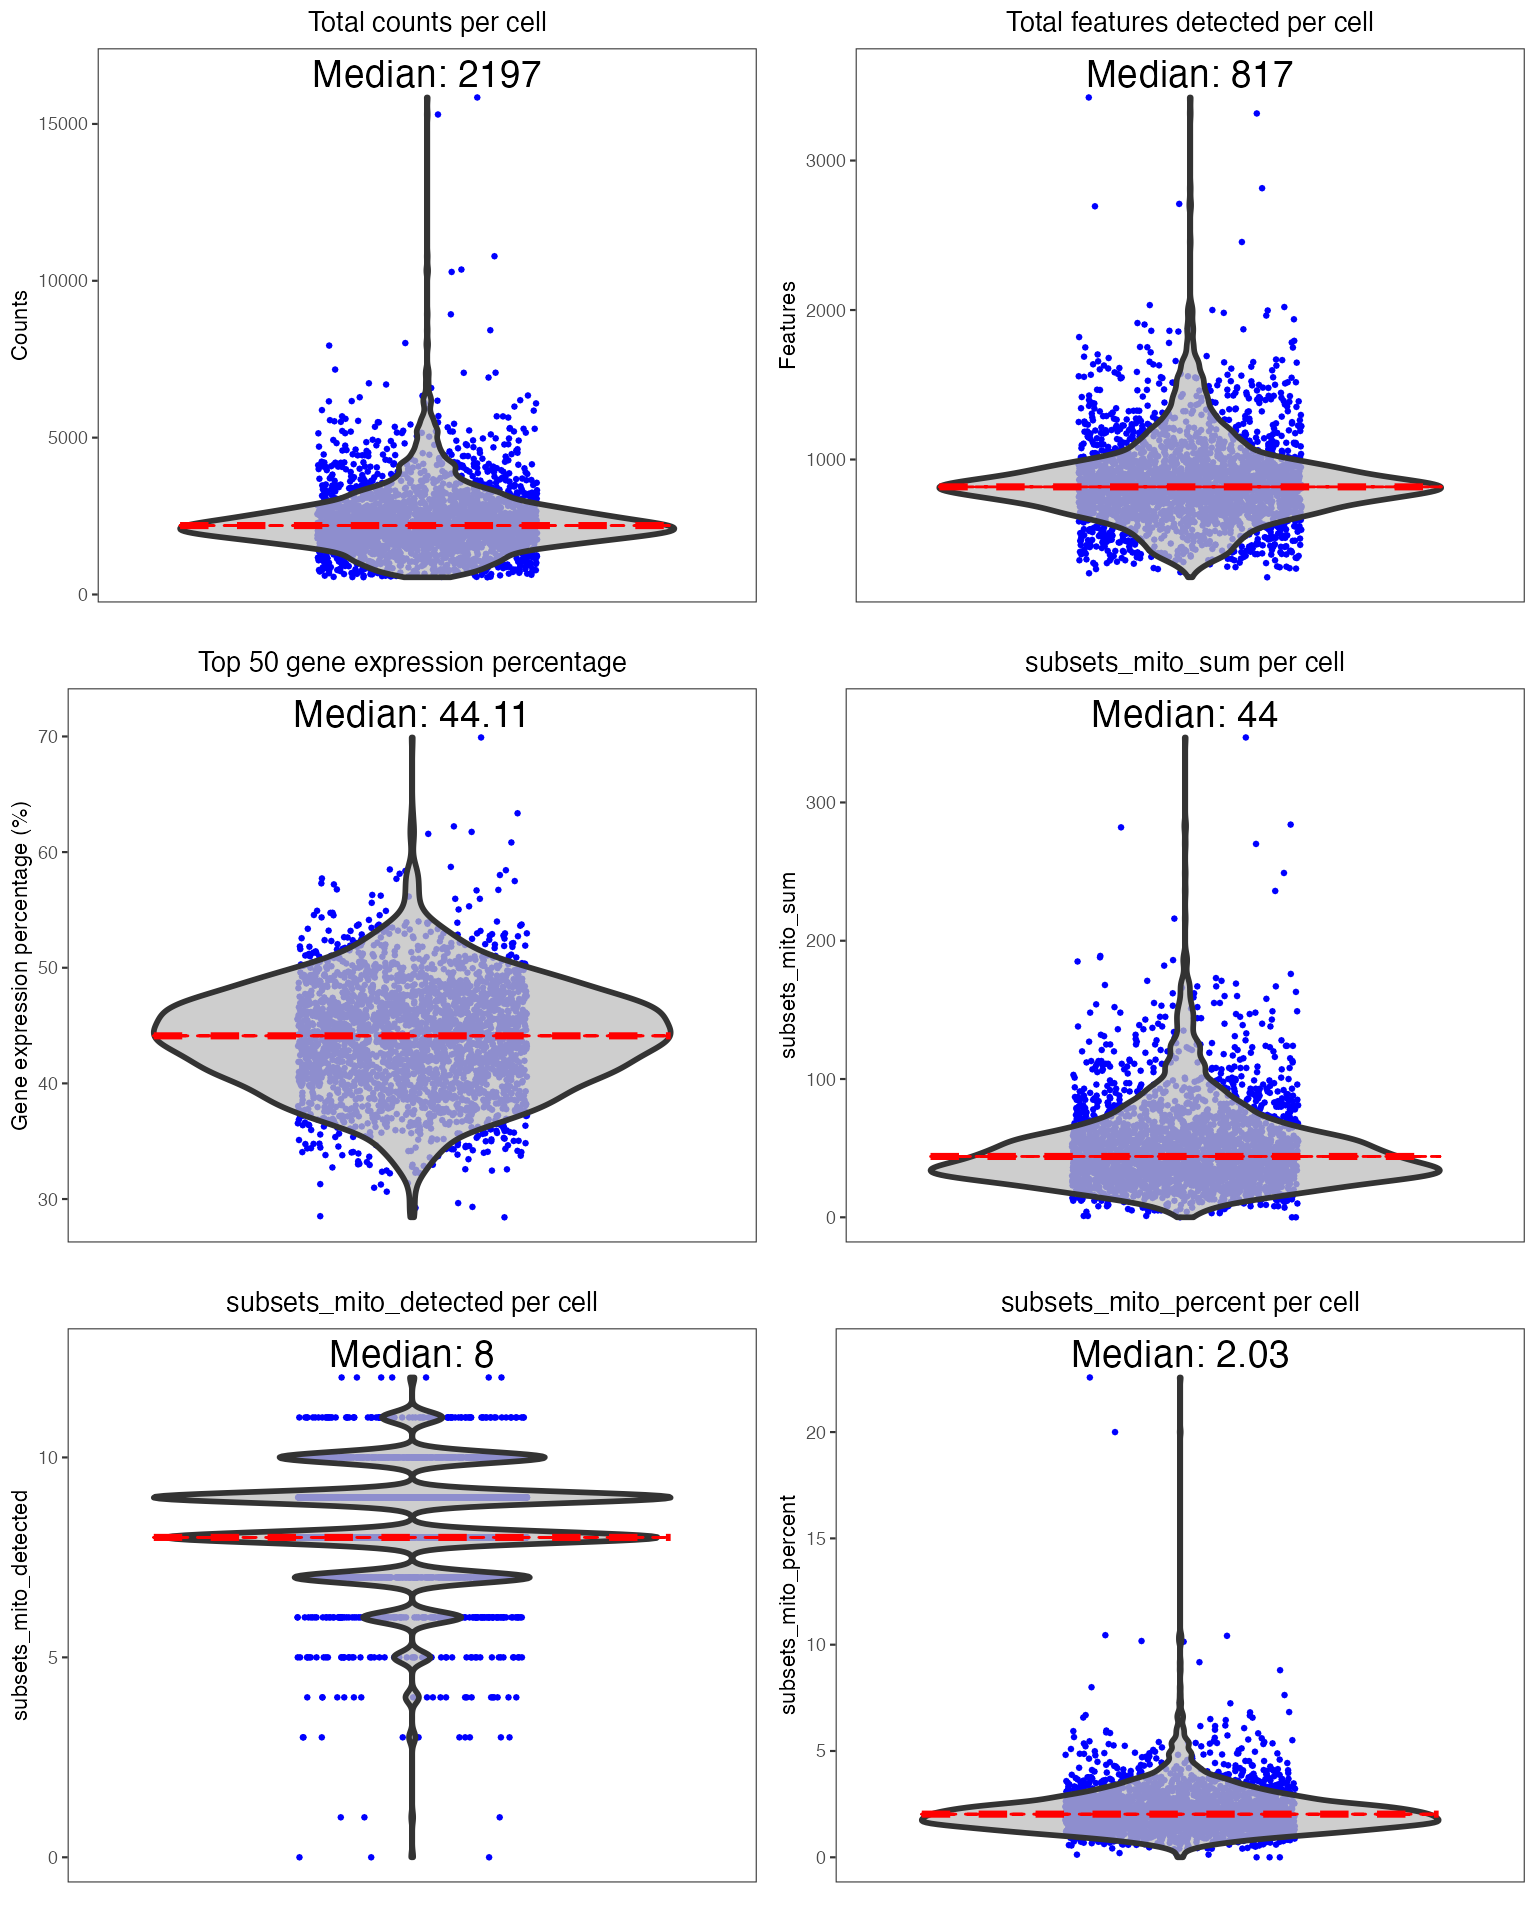 Total counts per cell
Median: 2197
Counts
15000
10000
5000
0
Total features detected per cell
Median: 817
Features
3000
2000
1000
Top 50 gene expression percentage
Median: 44.11
Gene expression percentage (%)
70
60
50
40
30
subsets_mito_sum per cell
Median: 44
subsets_mito_sum
300
200
100
0
subsets_mito_detected per cell
Median: 8
subsets_mito_detected
10
5
0
subsets_mito_percent per cell
Median: 2.03
subsets_mito_percent
20
15
10
5
0